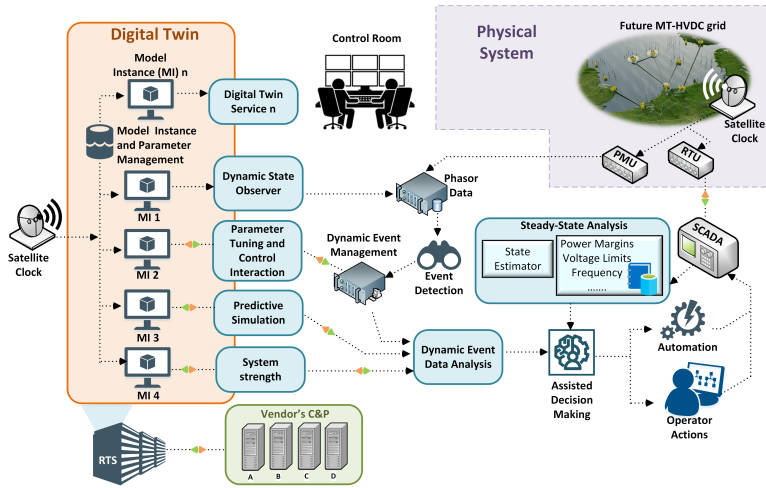 Digital Twin
Model
Instance (MI) n
Digital Twin
Service n
Model Instance
and Parameter
Management
Control Room
Physical
System
Future MT-HVDC grid
Satellite
Clock
PMU
RTU
Dynamic State
Observer
MI 1
Phasor
Data
Satellite
Clock
Parameter
Tuning and
Control
Interaction
MI 2
Dynamic Event
Management
Event
Detection
Steady-State Analysis
State
Estimator
Power Margins
Voltage Limits
Frequency
.......
SCADA
Predictive
Simulation
MI 3
System
strength
MI 4
Dynamic Event
Data Analysis
Assisted
Decision
Making
Automation
Operator
Actions
RTS
Vendor's C&P
A B C D